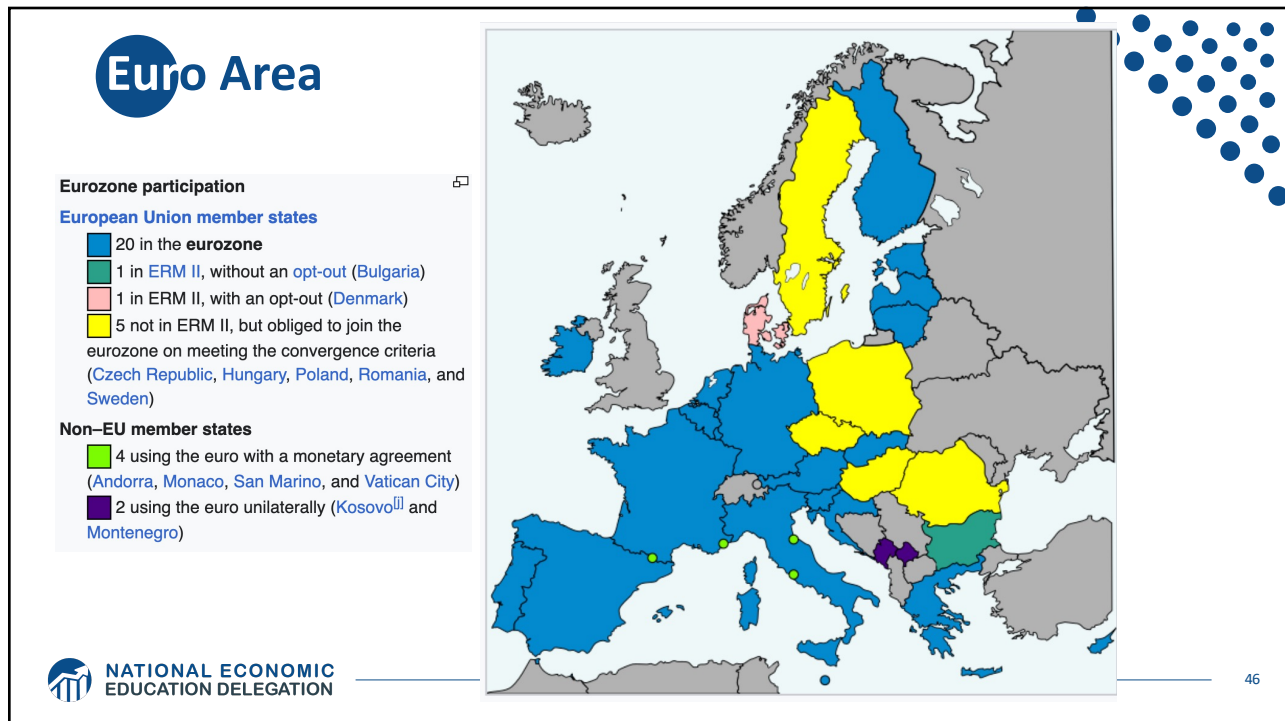 Euro Area
Eurozone participation
European Union member states
20 in the eurozone
1 in ERM II, without an opt-out (Bulgaria)
1 in ERM II, with an opt-out (Denmark)
5 not in ERM II, but obliged to join the
eurozone on meeting the convergence criteria
(Czech Republic, Hungary, Poland, Romania, and
Sweden)
Non–EU member states
4 using the euro with a monetary agreement
(Andorra, Monaco, San Marino, and Vatican City)
2 using the euro unilaterally (Kosovo[j] and
Montenegro)
NATIONAL ECONOMIC
EDUCATION DELEGATION
46